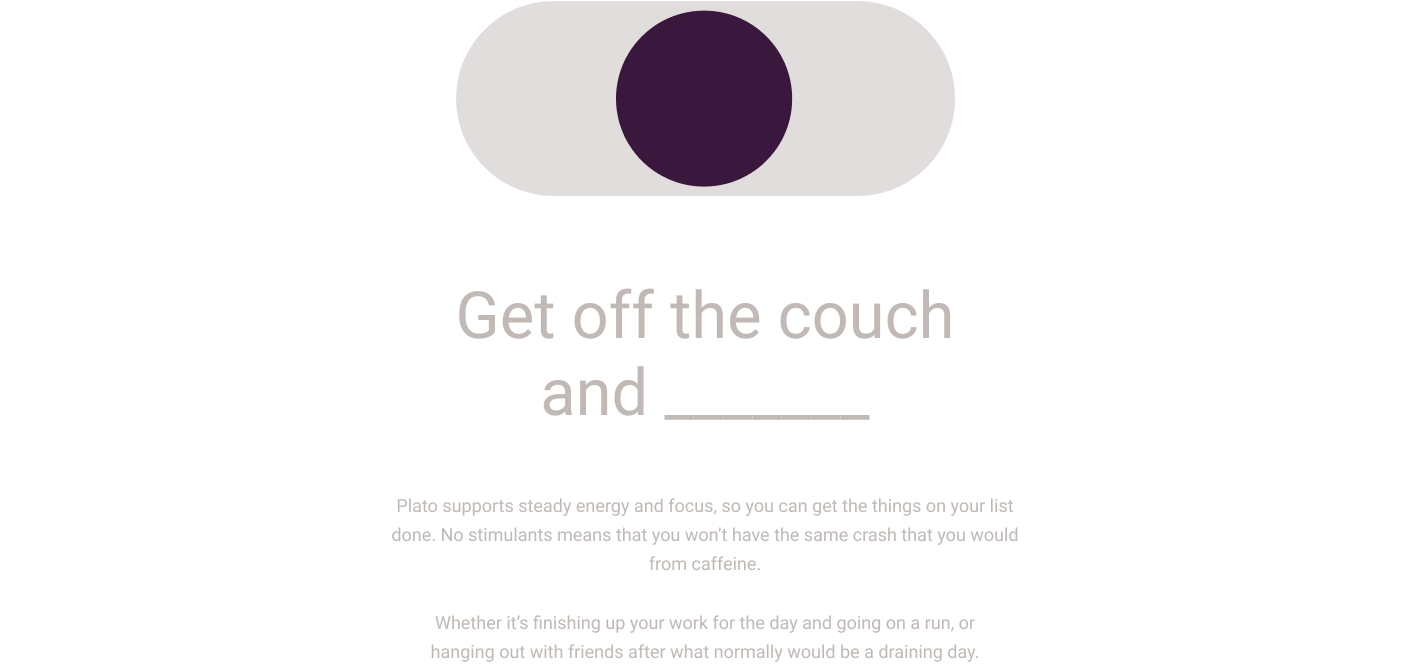 Get off the couch
and _______
Plato supports steady energy and focus, so you can get the things on your list
done. No stimulants means that you won’t have the same crash that you would
from caffeine.
Whether it’s finishing up your work for the day and going on a run, or
hanging out with friends after what normally would be a draining day.